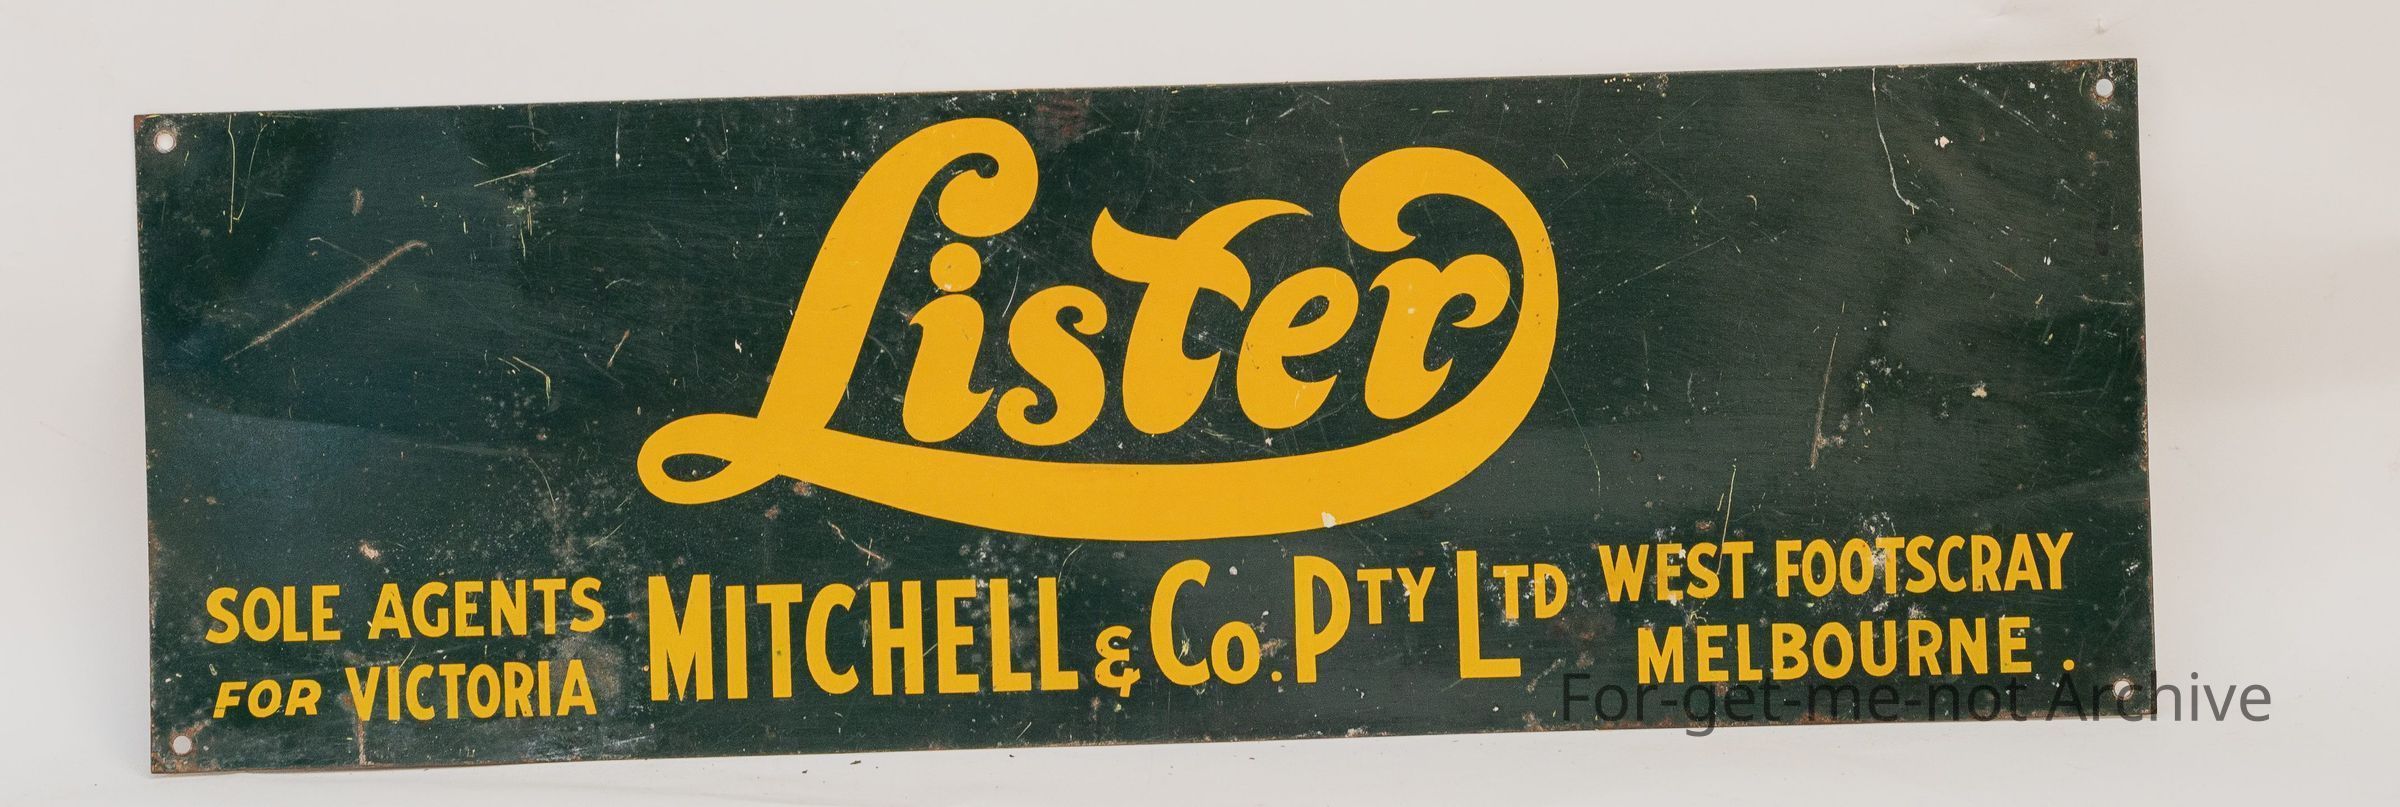 Lister
SOLE AGENTS
FOR VICTORIA
MITCHELL & Co. PTY LTD
WEST FOOTSCRAY
MELBOURNE.
For-get-me-not Archive